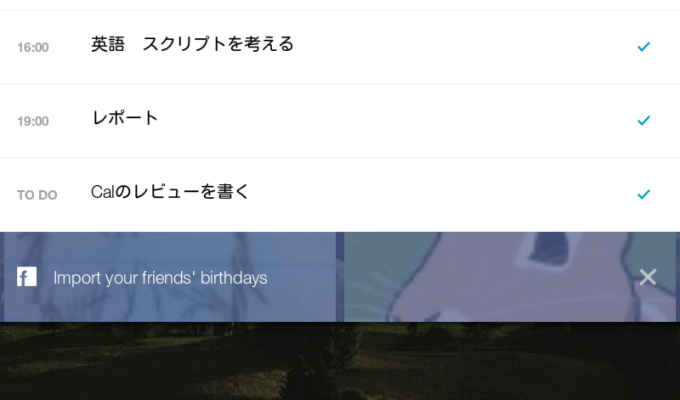 16:00 英語　スクリプトを考える
19:00 レポート
TO DO Calのレビューを書く
Import your friends' birthdays